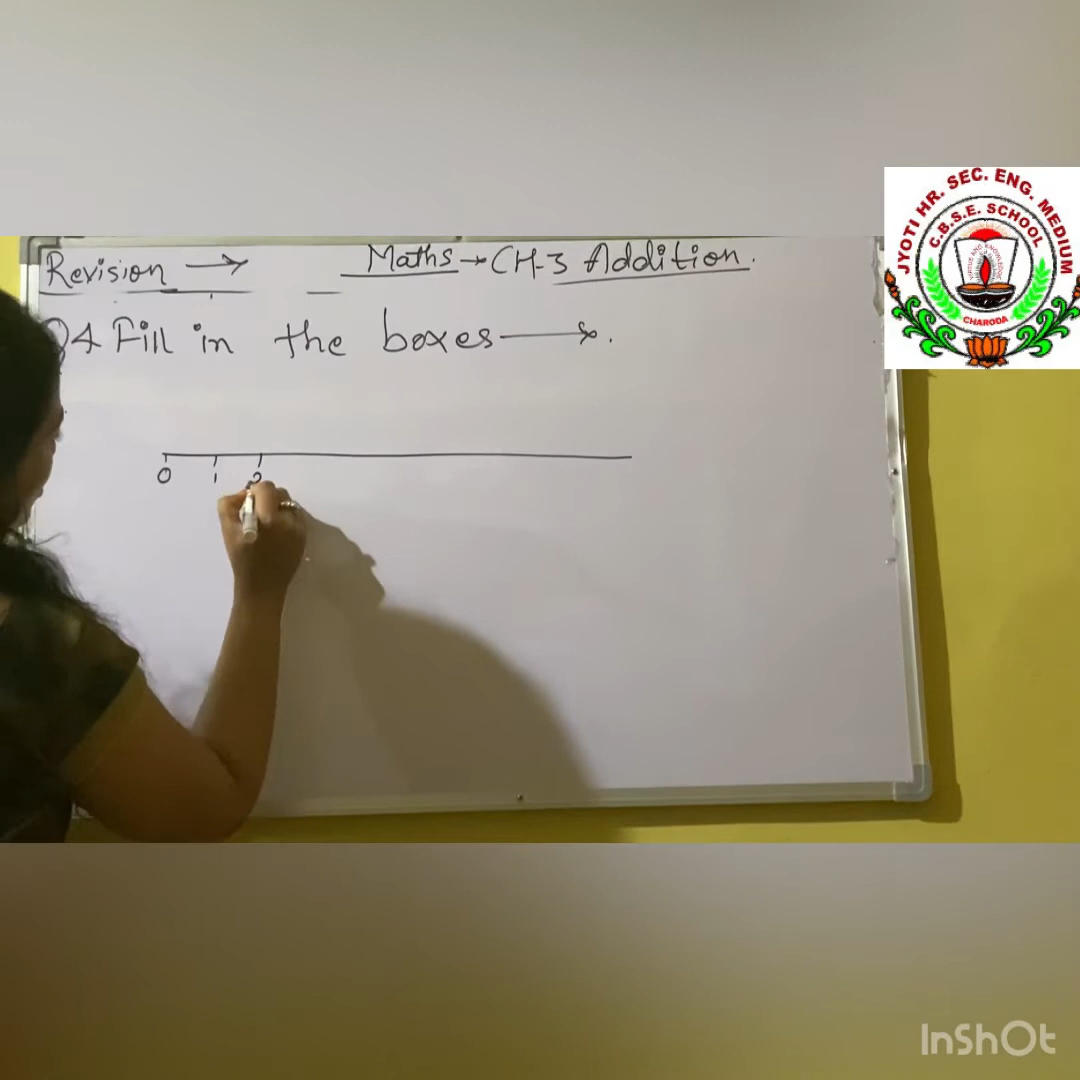 Revision → Maths → CH-3 Addition.
Q4 Fill in the boxes → .
0 1 2
JYOTI HR. SEC. ENG. MEDIUM
C.B.S.E. SCHOOL
CHARODA
InShOt